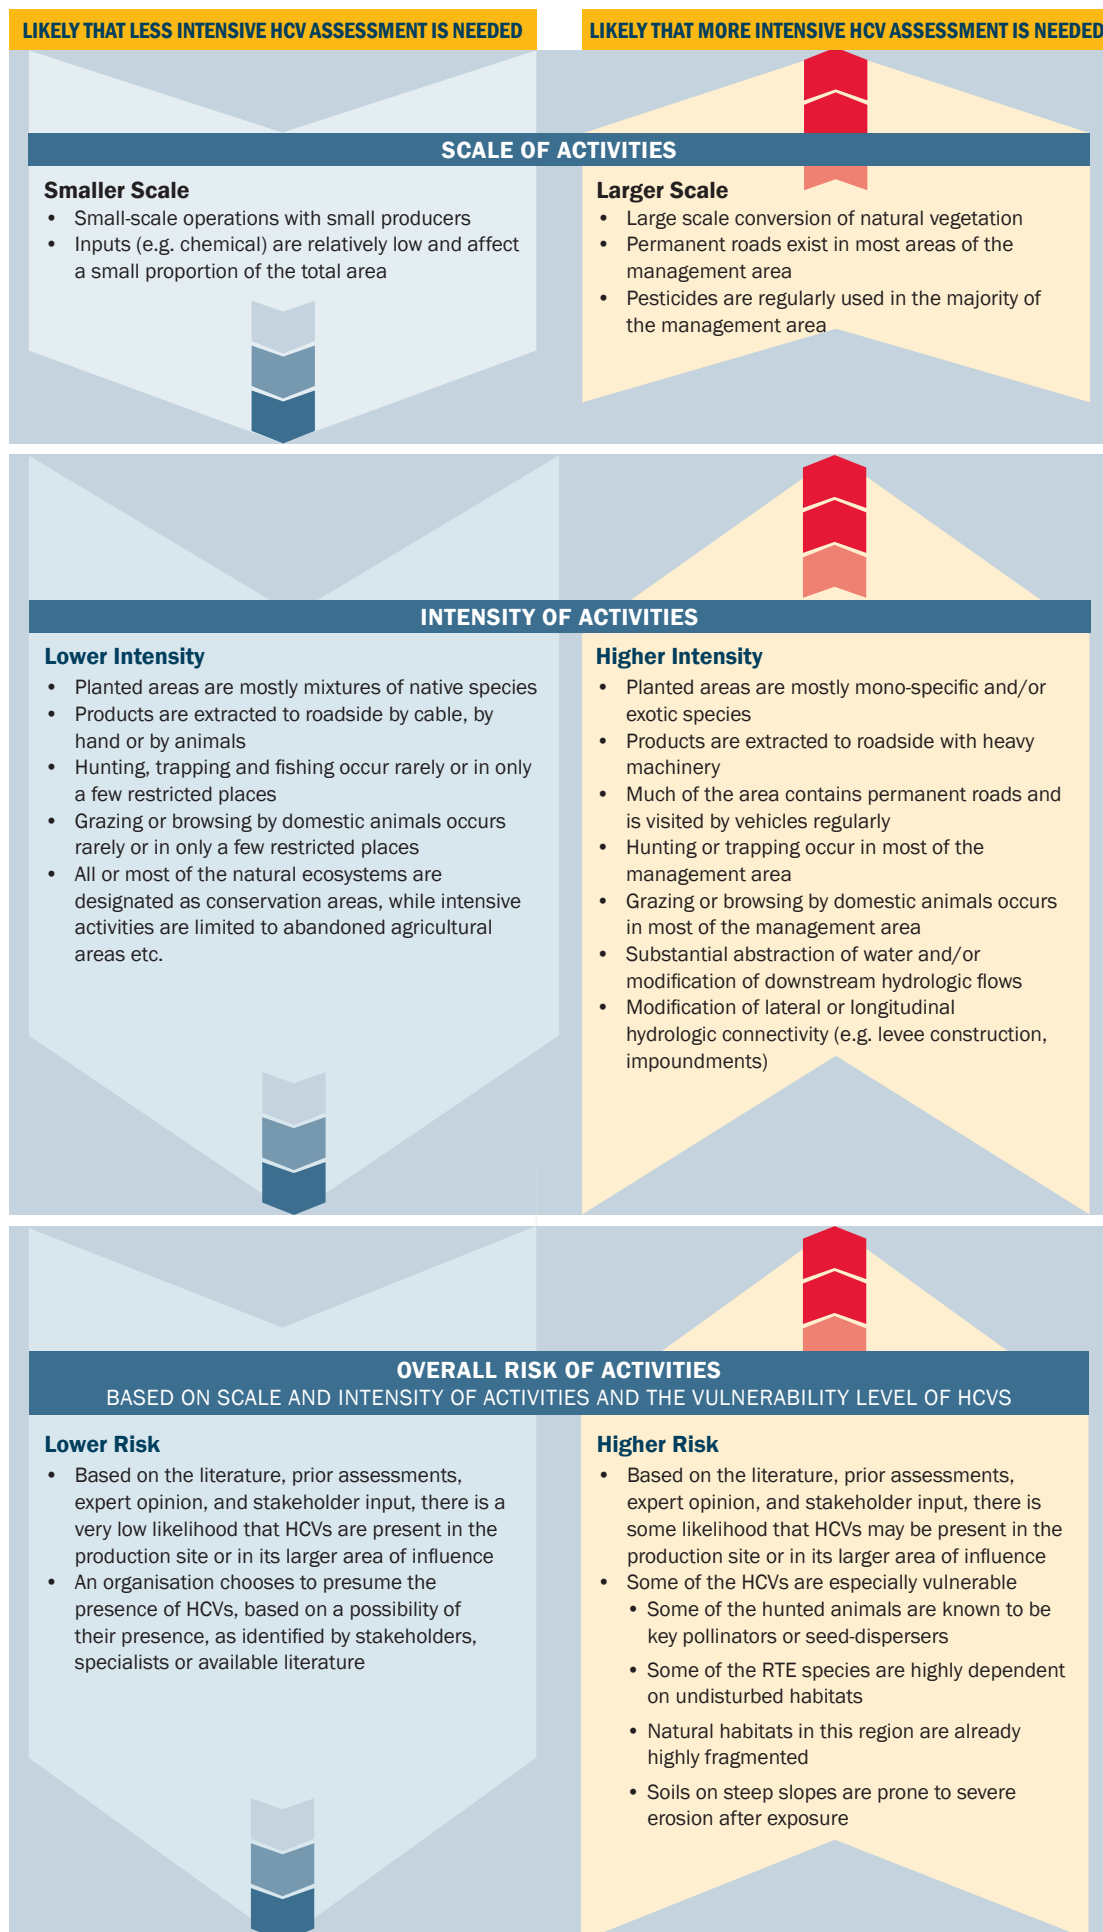 LIKELY THAT LESS INTENSIVE HCV ASSESSMENT IS NEEDED
LIKELY THAT MORE INTENSIVE HCV ASSESSMENT IS NEEDED
SCALE OF ACTIVITIES
Smaller Scale
• Small-scale operations with small producers
• Inputs (e.g. chemical) are relatively low and affect
a small proportion of the total area
Larger Scale
• Large scale conversion of natural vegetation
• Permanent roads exist in most areas of the
management area
• Pesticides are regularly used in the majority of
the management area
INTENSITY OF ACTIVITIES
Lower Intensity
• Planted areas are mostly mixtures of native species
• Products are extracted to roadside by cable, by
hand or by animals
• Hunting, trapping and fishing occur rarely or in only
a few restricted places
• Grazing or browsing by domestic animals occurs
rarely or in only a few restricted places
• All or most of the natural ecosystems are
designated as conservation areas, while intensive
activities are limited to abandoned agricultural
areas etc.
Higher Intensity
• Planted areas are mostly mono-specific and/or
exotic species
• Products are extracted to roadside with heavy
machinery
• Much of the area contains permanent roads and
is visited by vehicles regularly
• Hunting or trapping occur in most of the
management area
• Grazing or browsing by domestic animals occurs
in most of the management area
• Substantial abstraction of water and/or
modification of downstream hydrologic flows
• Modification of lateral or longitudinal
hydrologic connectivity (e.g. levee construction,
impoundments)
OVERALL RISK OF ACTIVITIES
BASED ON SCALE AND INTENSITY OF ACTIVITIES AND THE VULNERABILITY LEVEL OF HCVS
Lower Risk
• Based on the literature, prior assessments,
expert opinion, and stakeholder input, there is a
very low likelihood that HCVs are present in the
production site or in its larger area of influence
• An organisation chooses to presume the
presence of HCVs, based on a possibility of
their presence, as identified by stakeholders,
specialists or available literature
Higher Risk
• Based on the literature, prior assessments,
expert opinion, and stakeholder input, there is
some likelihood that HCVs may be present in the
production site or in its larger area of influence
• Some of the HCVs are especially vulnerable
• Some of the hunted animals are known to be
key pollinators or seed-dispersers
• Some of the RTE species are highly dependent
on undisturbed habitats
• Natural habitats in this region are already
highly fragmented
• Soils on steep slopes are prone to severe
erosion after exposure